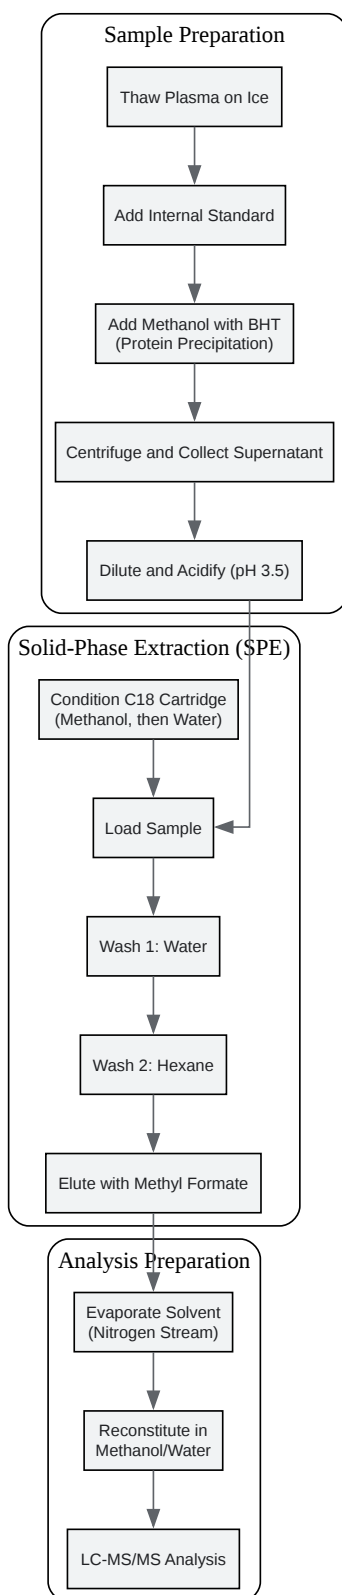 Sample Preparation
Thaw Plasma on Ice
Add Internal Standard
Add Methanol with BHT
(Protein Precipitation)
Centrifuge and Collect Supernatant
Dilute and Acidify (pH 3.5)
Solid-Phase Extraction (SPE)
Condition C18 Cartridge
(Methanol, then Water)
Load Sample
Wash 1: Water
Wash 2: Hexane
Elute with Methyl Formate
Analysis Preparation
Evaporate Solvent
(Nitrogen Stream)
Reconstitute in
Methanol/Water
LC-MS/MS Analysis